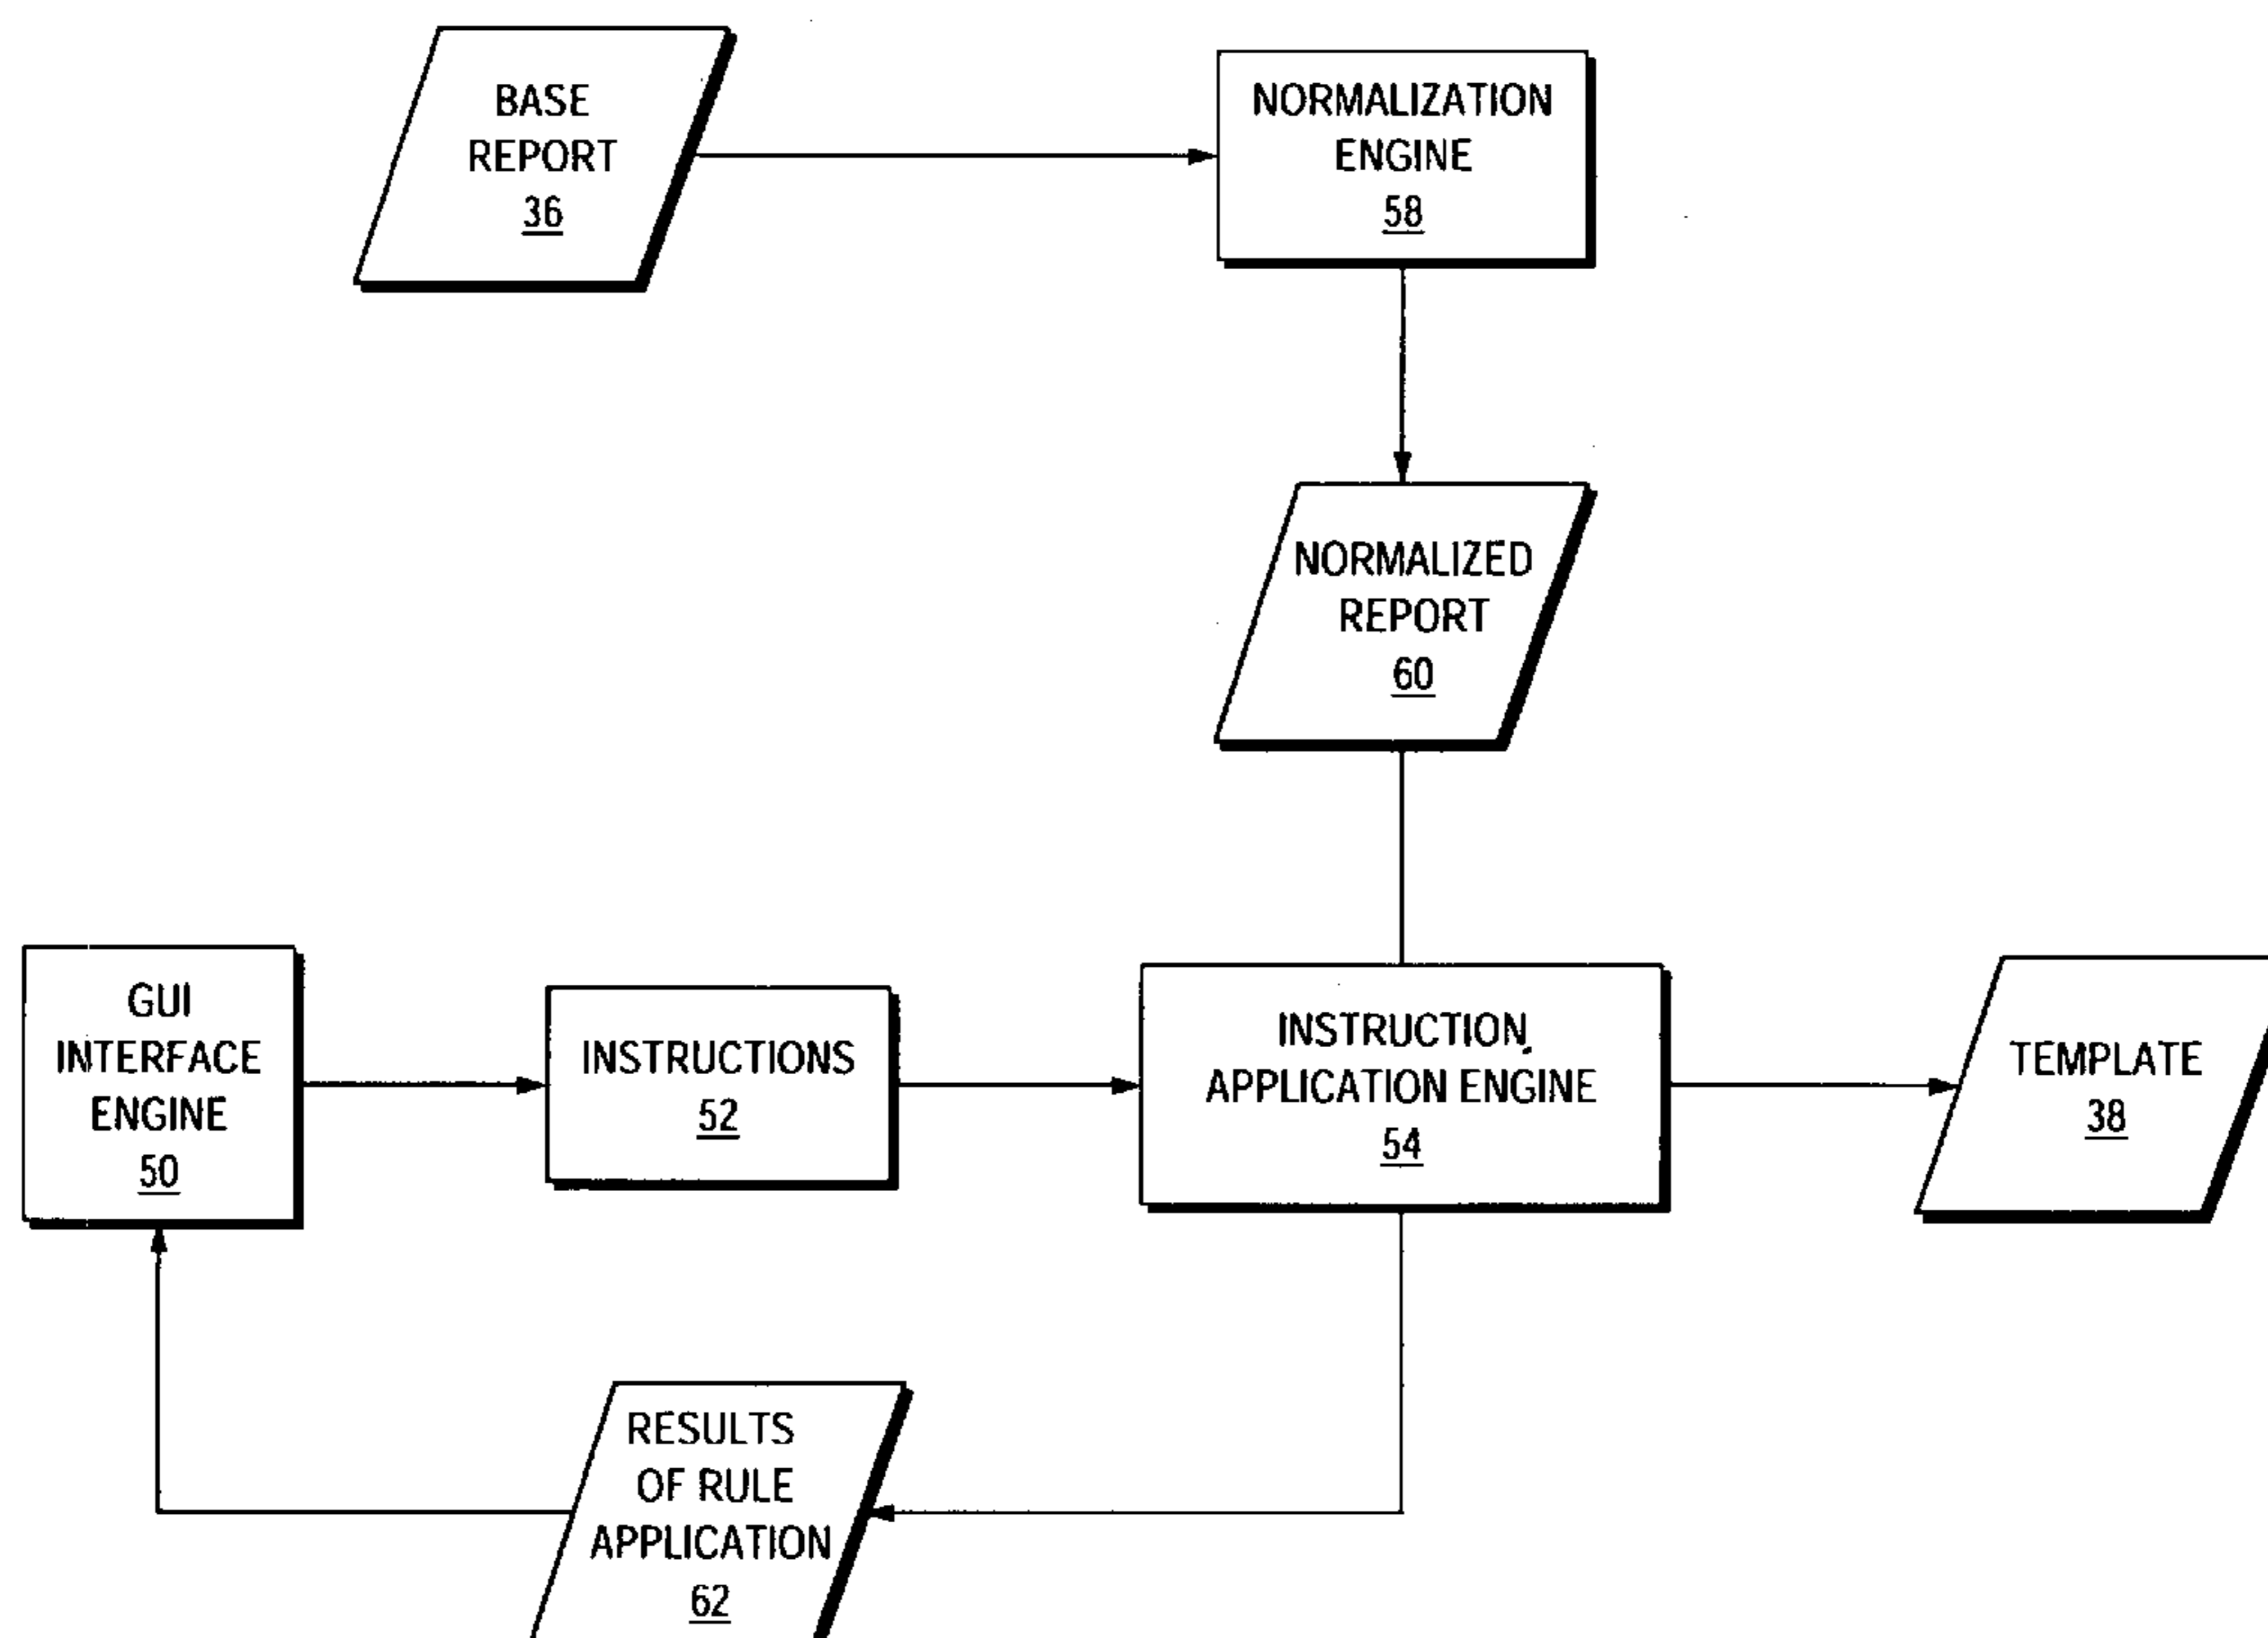 BASE
REPORT
36
NORMALIZATION
ENGINE
58
NORMALIZED
REPORT
60
GUI
INTERFACE
ENGINE
50
INSTRUCTIONS
52
INSTRUCTION
APPLICATION ENGINE
54
TEMPLATE
38
RESULTS
OF RULE
APPLICATION
62